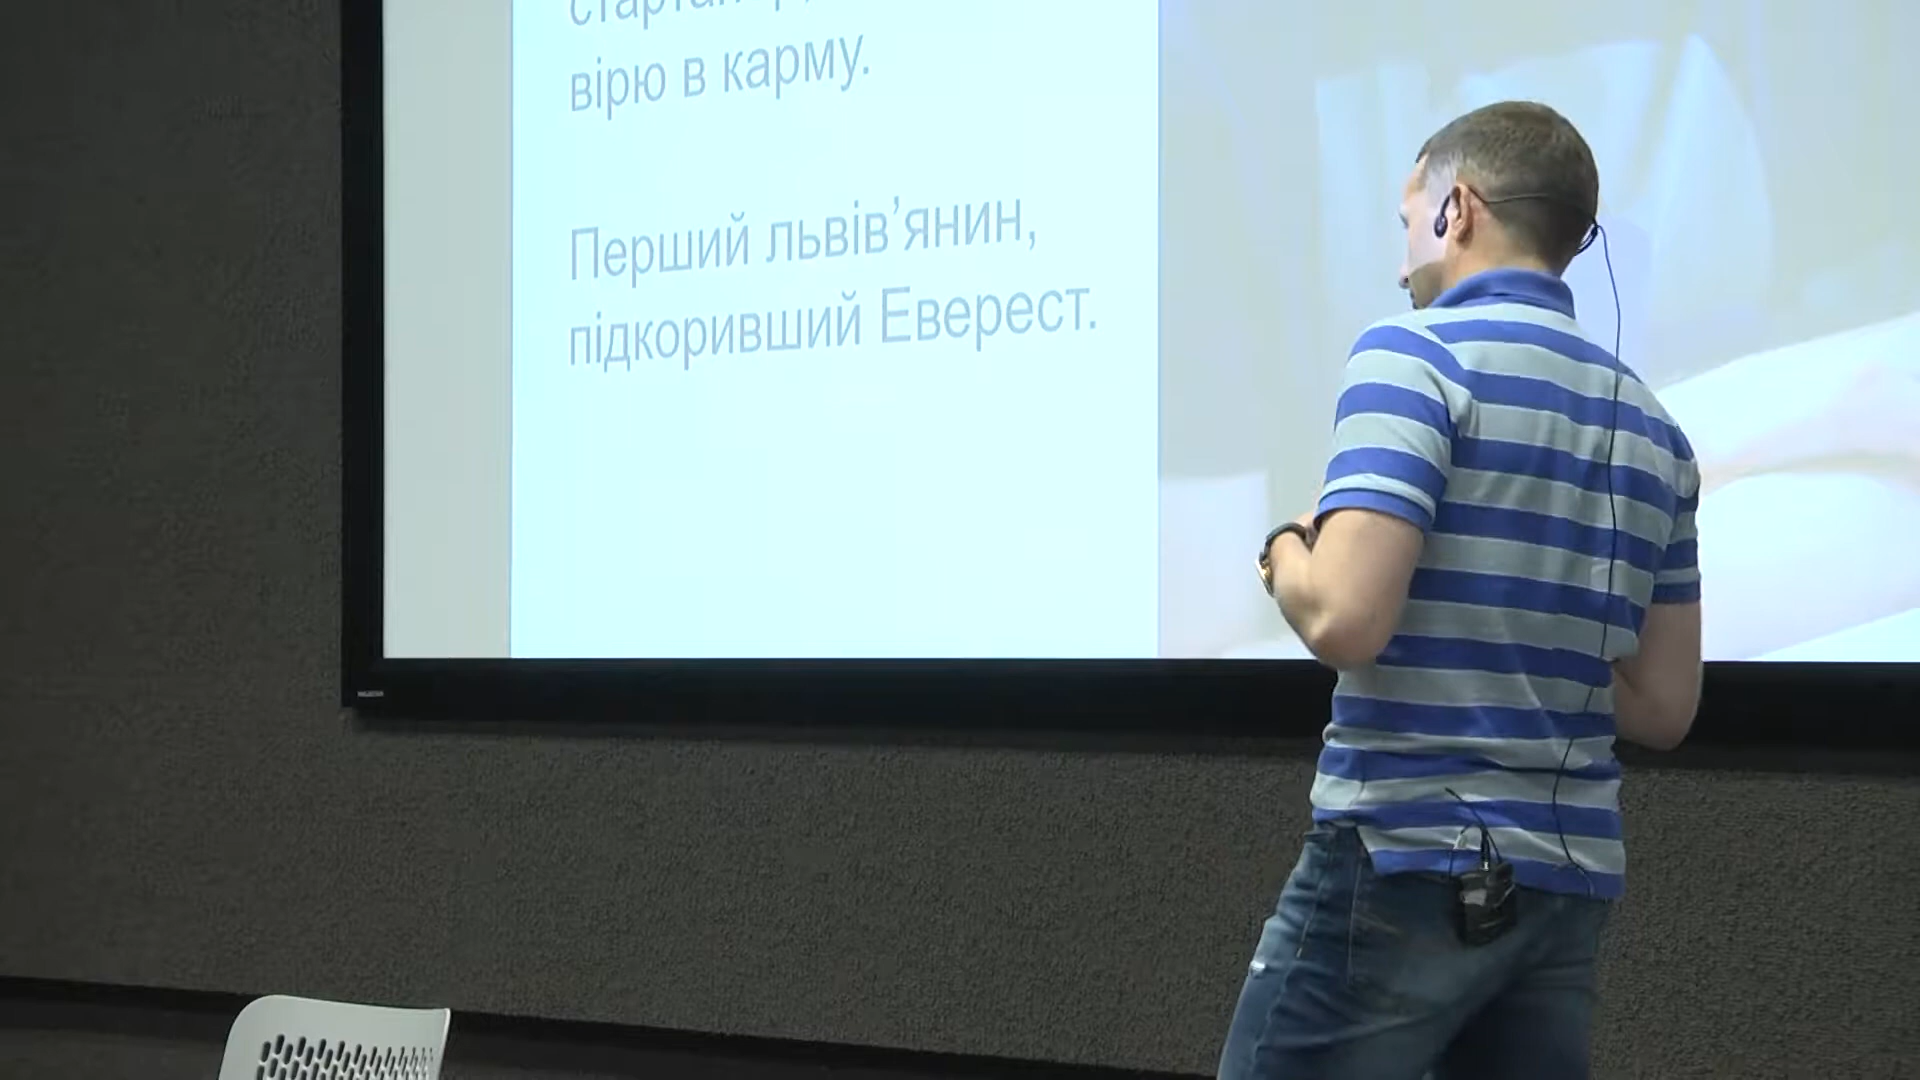 вірю в карму.
Перший львів’янин,
підкоривший Еверест.